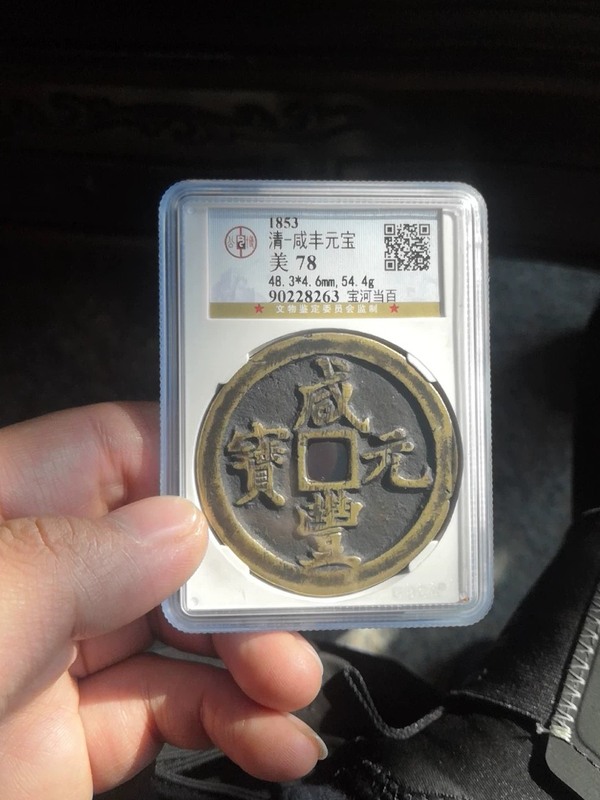 1853
清-咸丰元宝
美 78
48.3*4.6mm,54.4g
90228263 宝河当百
★ 文物鉴定委员会监制 ★
咸
寶 元
豐